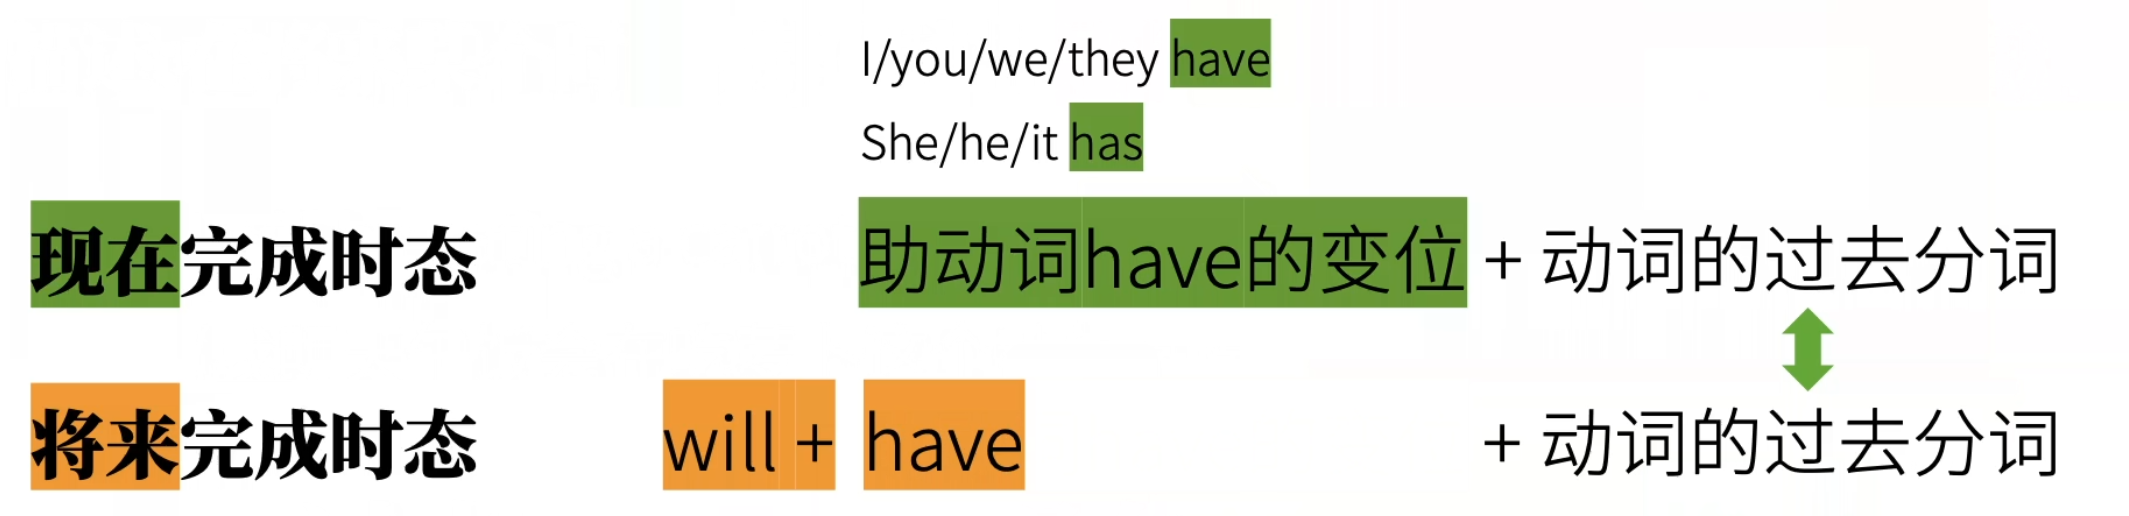 I/you/we/they have
She/he/it has
现在完成时态 助动词have的变位 + 动词的过去分词
将来完成时态 will + have + 动词的过去分词